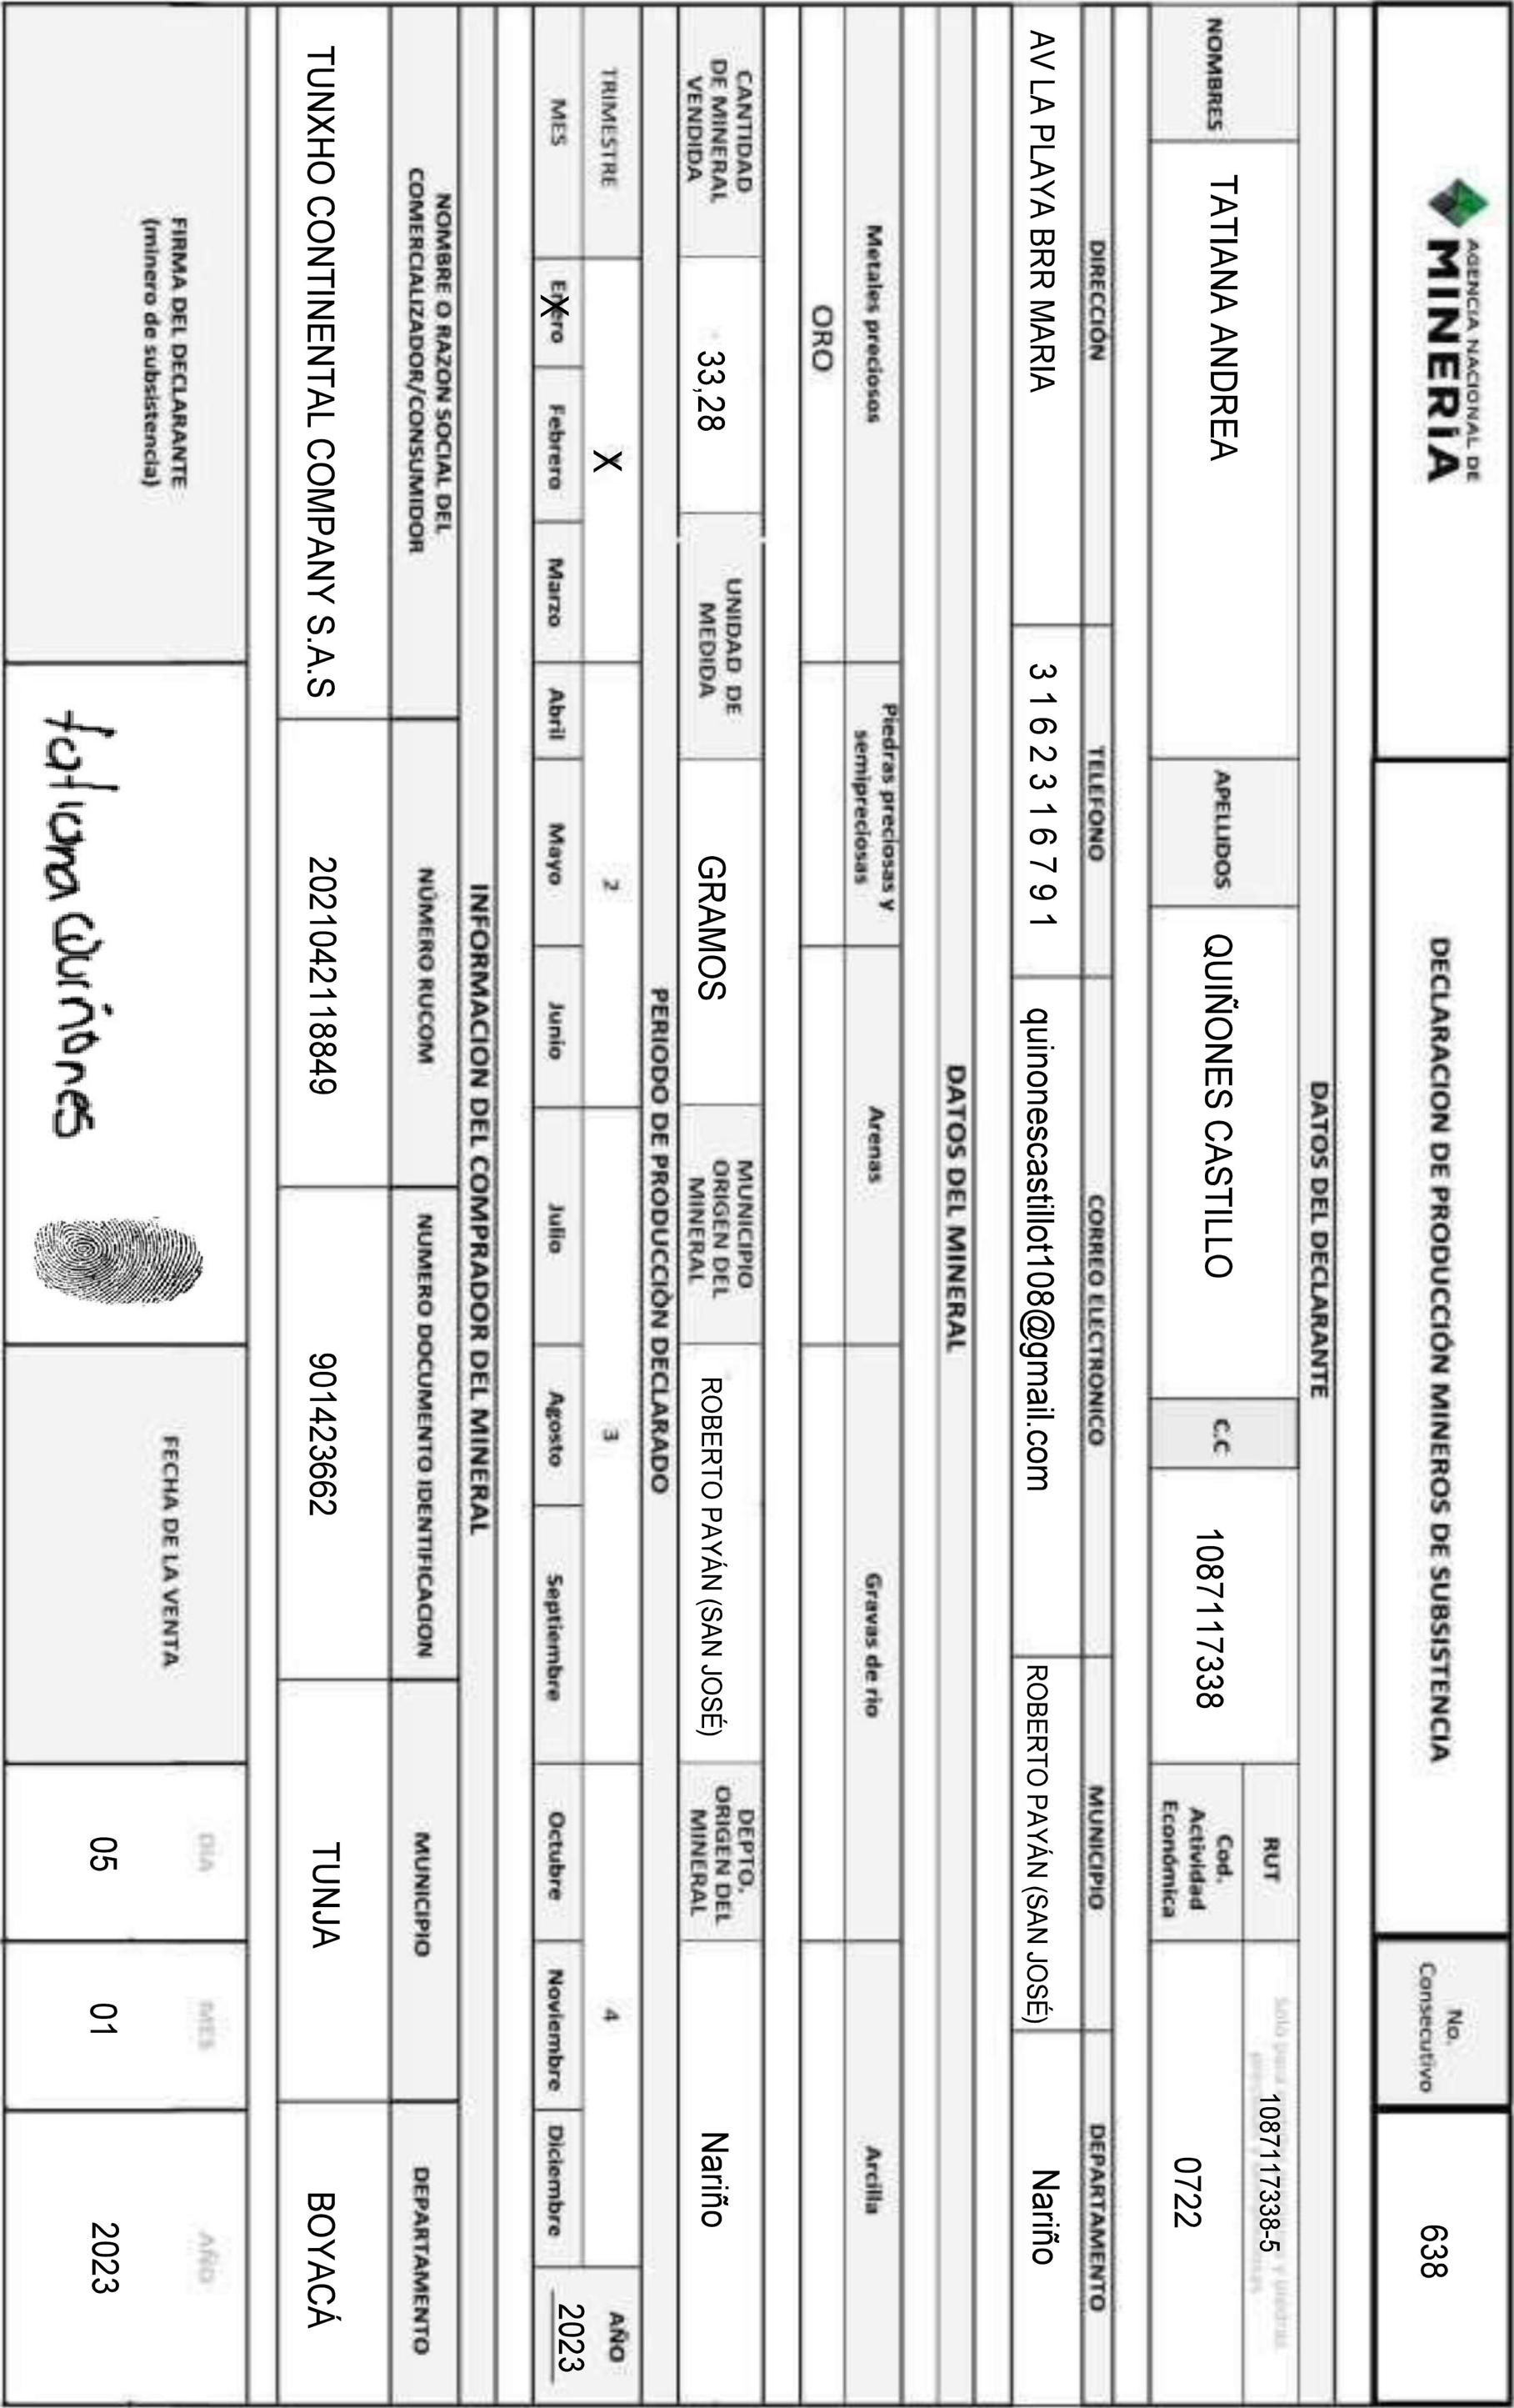 AGENCIA NACIONAL DE
MINERÍA
DECLARACION DE PRODUCCIÓN MINEROS DE SUBSISTENCIA
No.
Consecutivo
638
DATOS DEL DECLARANTE
NOMBRES
TATIANA ANDREA
APELLIDOS
QUIÑONES CASTILLO
C.C
1087117338
RUT
1087117338-5
Cod.
Actividad
Económica
0722
DIRECCIÓN
TELEFONO
CORREO ELECTRONICO
MUNICIPIO
DEPARTAMENTO
AV LA PLAYA BRR MARIA
3 1 6 2 3 1 6 7 9 1
quinonescastillot108@gmail.com
ROBERTO PAYÁN (SAN JOSÉ)
Nariño
DATOS DEL MINERAL
Metales preciosos
Piedras preciosas y
semipreciosas
Arenas
Gravas de rio
Arcilla
ORO
CANTIDAD
DE MINERAL
VENDIDA
33,28
UNIDAD DE
MEDIDA
GRAMOS
MUNICIPIO
ORIGEN DEL
MINERAL
ROBERTO PAYÁN (SAN JOSÉ)
DEPTO.
ORIGEN DEL
MINERAL
Nariño
PERIODO DE PRODUCCIÓN DECLARADO
TRIMESTRE
X
2
3
4
AÑO
MES
Enero
X
Febrero
Marzo
Abril
Mayo
Junio
Julio
Agosto
Septiembre
Octubre
Noviembre
Diciembre
2023
INFORMACION DEL COMPRADOR DEL MINERAL
NOMBRE O RAZON SOCIAL DEL
COMERCIALIZADOR/CONSUMIDOR
NÚMERO RUCOM
NUMERO DOCUMENTO IDENTIFICACION
MUNICIPIO
DEPARTAMENTO
TUNXHO CONTINENTAL COMPANY S.A.S
2021042118849
901423662
TUNJA
BOYACÁ
FIRMA DEL DECLARANTE
(minero de subsistencia)
tatiana Quiñones
FECHA DE LA VENTA
DÍA
MES
AÑO
05
01
2023